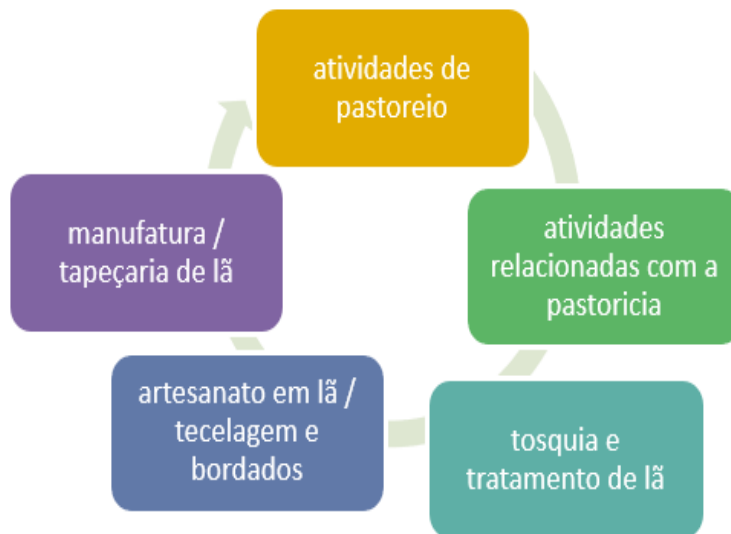 atividades de
pastoreio
atividades
relacionadas com a
pastoricia
tosquia e
tratamento de lã
artesanato em lã /
tecelagem e
bordados
manufatura /
tapeçaria de lã